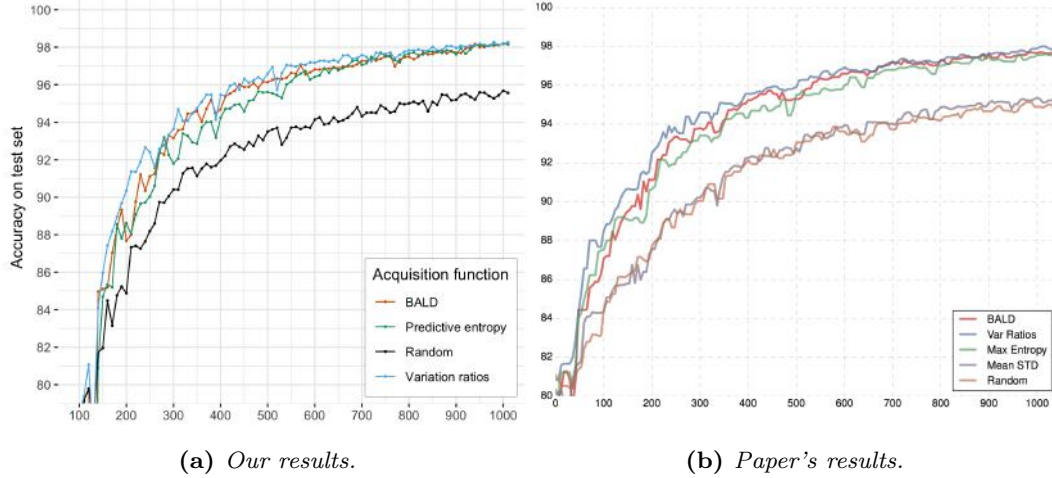 100
98
96
94
92
90
88
86
84
82
80
Accuracy on test set
100 200 300 400 500 600 700 800 900 1000
Acquisition function
BALD
Predictive entropy
Random
Variation ratios
(a) Our results.
100
98
96
94
92
90
88
86
84
82
80
0 100 200 300 400 500 600 700 800 900 1000
BALD
Var Ratios
Max Entropy
Mean STD
Random
(b) Paper's results.